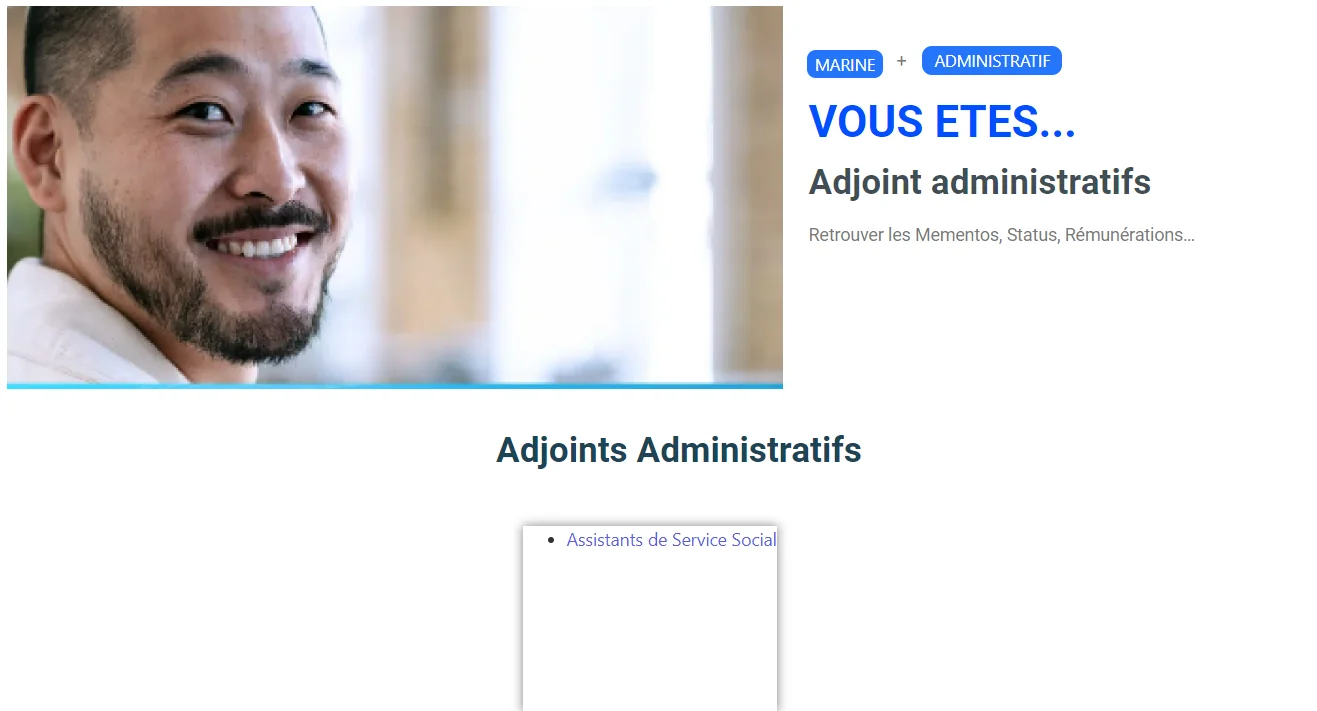 MARINE + ADMINISTRATIF
VOUS ETES...
Adjoint administratifs
Retrouver les Mementos, Status, Rémunérations...
Adjoints Administratifs
• Assistants de Service Social